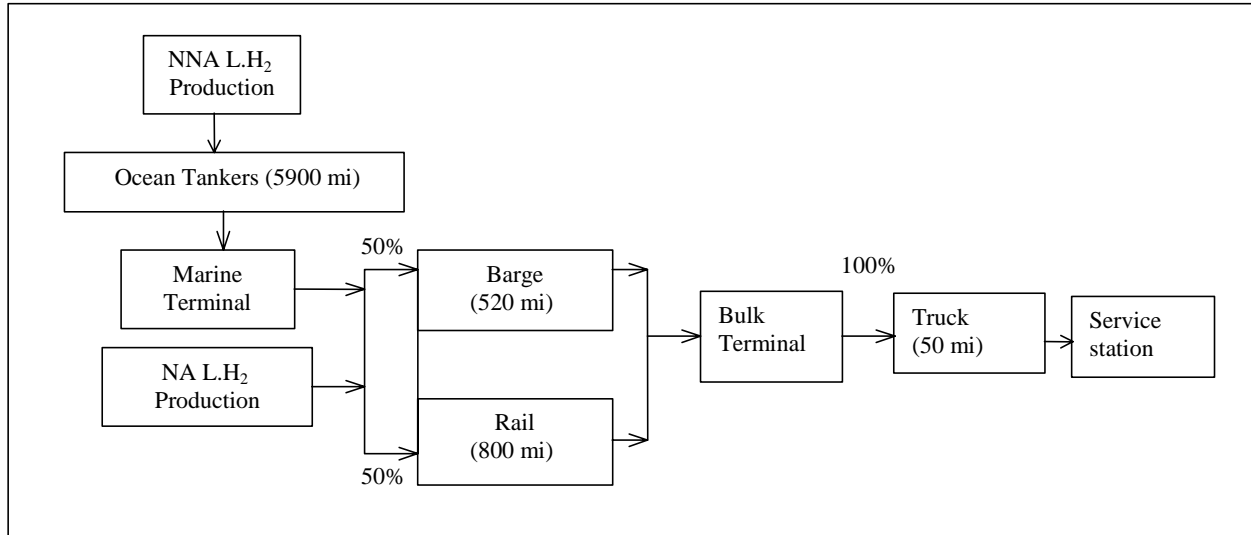 NNA L.H₂
Production
Ocean Tankers (5900 mi)
Marine
Terminal
NA L.H₂
Production
50%
Barge
(520 mi)
Rail
(800 mi)
50%
Bulk
Terminal
100%
Truck
(50 mi)
Service
station